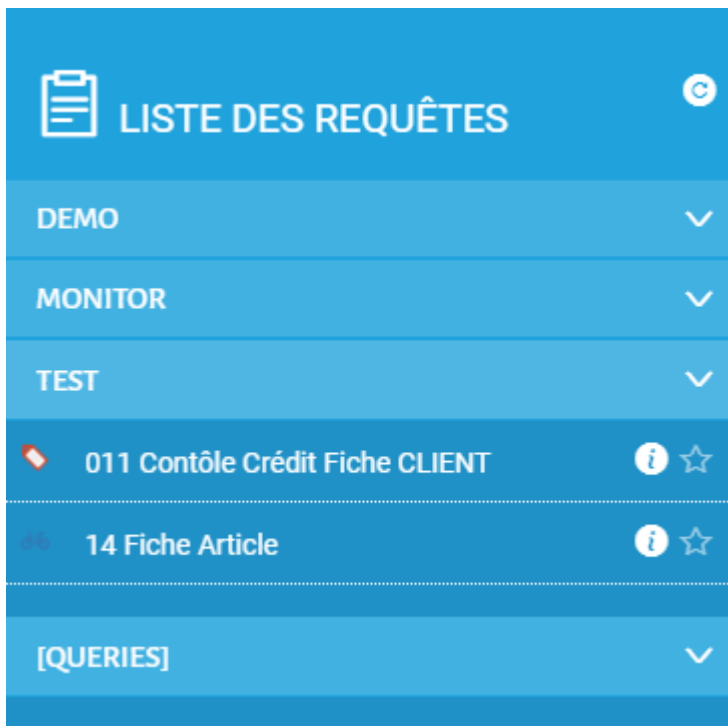 LISTE DES REQUÊTES
DEMO
MONITOR
TEST
011 Contôle Crédit Fiche CLIENT
14 Fiche Article
[QUERIES]